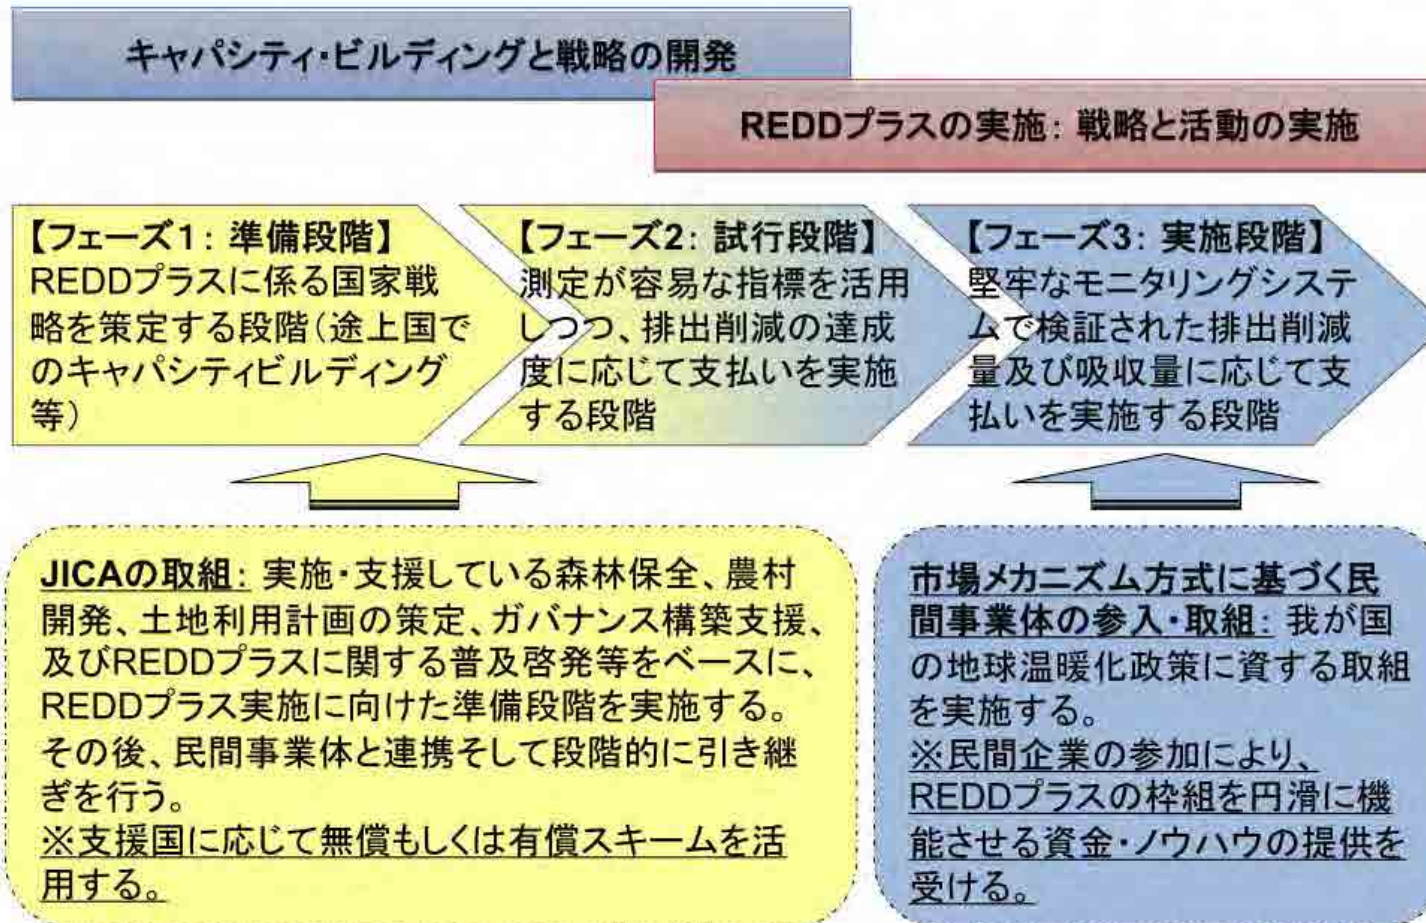 キャパシティ・ビルディングと戦略の開発
REDDプラスの実施: 戦略と活動の実施
【フェーズ1: 準備段階】
REDDプラスに係る国家戦
略を策定する段階(途上国で
のキャパシティビルディング
等)
【フェーズ2: 試行段階】
測定が容易な指標を活用
しつつ、排出削減の達成
度に応じて支払いを実施
する段階
【フェーズ3: 実施段階】
堅牢なモニタリングシステ
ムで検証された排出削減
量及び吸収量に応じて支
払いを実施する段階
JICAの取組: 実施・支援している森林保全、農村
開発、土地利用計画の策定、ガバナンス構築支援、
及びREDDプラスに関する普及啓発等をベースに、
REDDプラス実施に向けた準備段階を実施する。
その後、民間事業体と連携そして段階的に引き継
ぎを行う。
※支援国に応じて無償もしくは有償スキームを活
用する。
市場メカニズム方式に基づく民
間事業体の参入・取組: 我が国
の地球温暖化政策に資する取組
を実施する。
※民間企業の参加により、
REDDプラスの枠組を円滑に機
能させる資金・ノウハウの提供を
受ける。